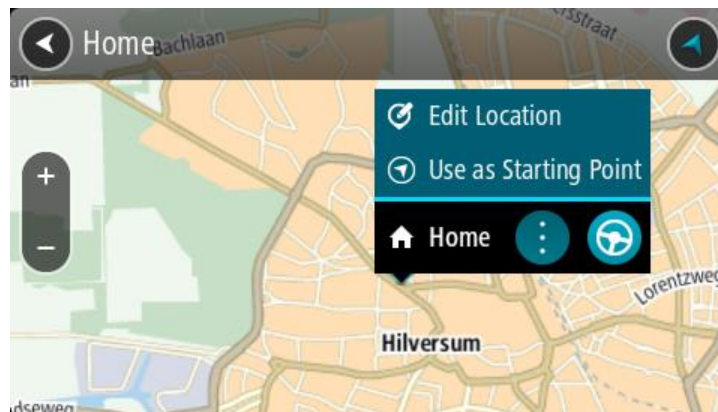 Home
Bachlaan
Edit Location
Use as Starting Point
+
Home
−
Lorentzweg
Hilversum